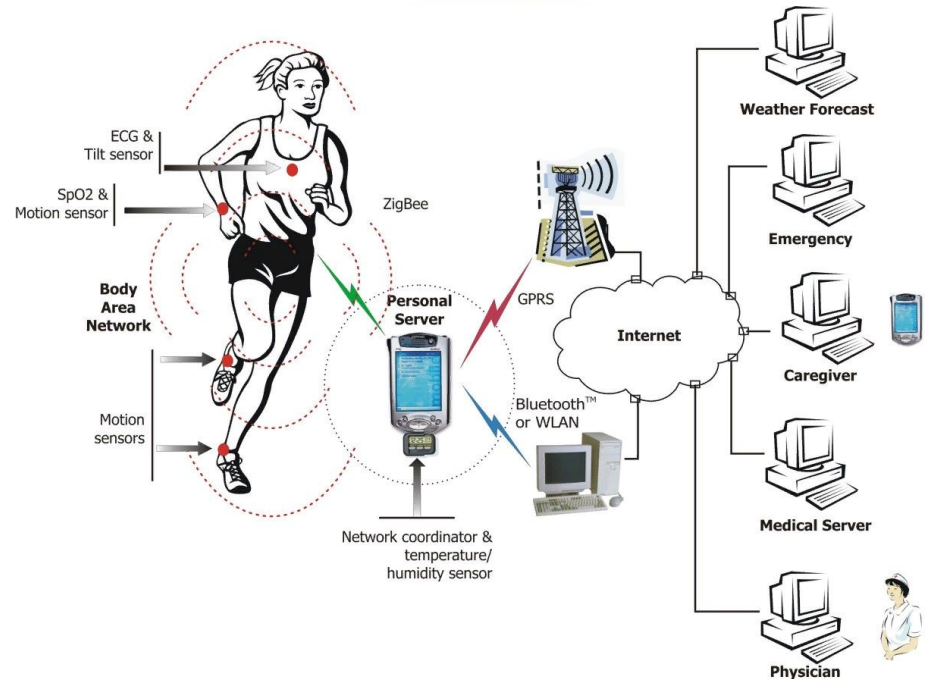 Weather Forecast
ECG &
Tilt sensor
SpO2 &
Motion sensor
ZigBee
Emergency
Body
Area
Network
Personal
Server
GPRS
Internet
Caregiver
Motion
sensors
Bluetooth™
or WLAN
Medical Server
Network coordinator &
temperature/
humidity sensor
Physician